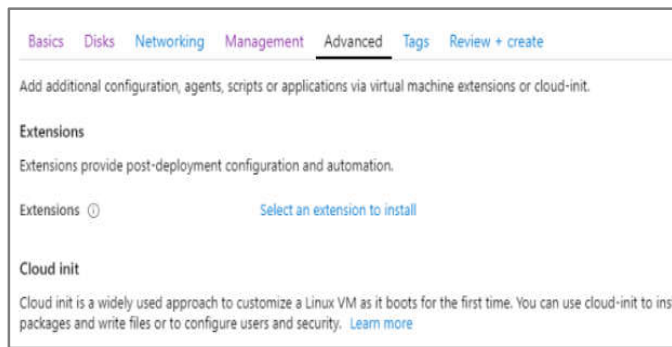 Basics Disks Networking Management Advanced Tags Review + create
Add additional configuration, agents, scripts or applications via virtual machine extensions or cloud-init.
Extensions
Extensions provide post-deployment configuration and automation.
Extensions Select an extension to install
Cloud init
Cloud init is a widely used approach to customize a Linux VM as it boots for the first time. You can use cloud-init to
packages and write files or to configure users and security. Learn more